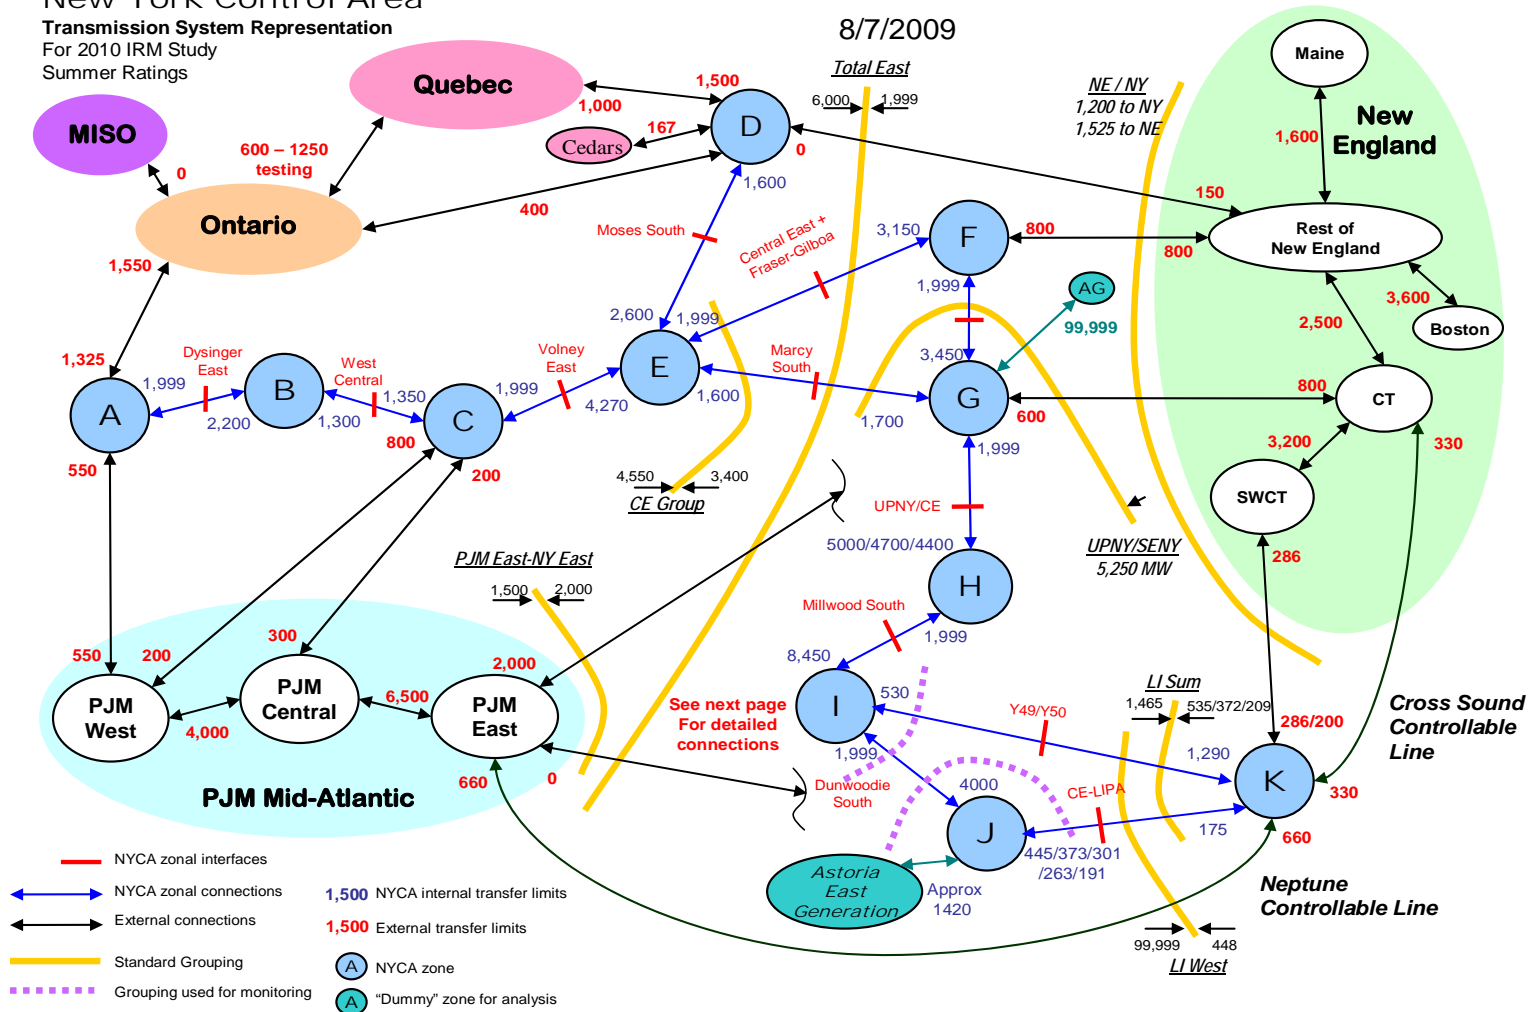 New York Control Area
Transmission System Representation
For 2010 IRM Study
Summer Ratings
8/7/2009
Total East
6,000
1,999
NE / NY
1,200 to NY
1,525 to NE
Maine
New
England
1,600
Quebec
1,500
1,000
D
0
Cedars
167
MISO
0
600 – 1250
testing
Ontario
400
1,600
150
Rest of
New England
1,550
Moses South
Central East +
Fraser-Gilboa
3,150
F
800
800
1,999
AG
99,999
3,600
Boston
2,500
2,600
1,999
1,325
Dysinger
East
West
Central
Volney
East
Marcy
South
3,450
A
1,999
B
1,350
C
1,999
E
G
800
CT
2,200
1,300
4,270
1,600
1,700
600
550
800
200
1,999
3,200
330
SWCT
4,550
3,400
CE Group
UPNY/CE
5000/4700/4400
UPNY/SENY
5,250 MW
286
PJM East-NY East
1,500
2,000
H
Millwood South
1,999
550
200
300
2,000
8,450
PJM
West
PJM
Central
PJM
East
4,000
6,500
See next page
For detailed
connections
I
530
Y49/Y50
LI Sum
1,465
535/372/209
286/200
Cross Sound
Controllable
Line
1,999
1,290
K
330
660
0
PJM Mid-Atlantic
Dunwoodie
South
4000
CE-LIPA
J
175
660
445/373/301
/263/191
Astoria
East
Generation
Approx
1420
Neptune
Controllable Line
99,999
448
LI West
NYCA zonal interfaces
NYCA zonal connections
1,500 NYCA internal transfer limits
External connections
1,500 External transfer limits
Standard Grouping
A NYCA zone
Grouping used for monitoring
A “Dummy” zone for analysis